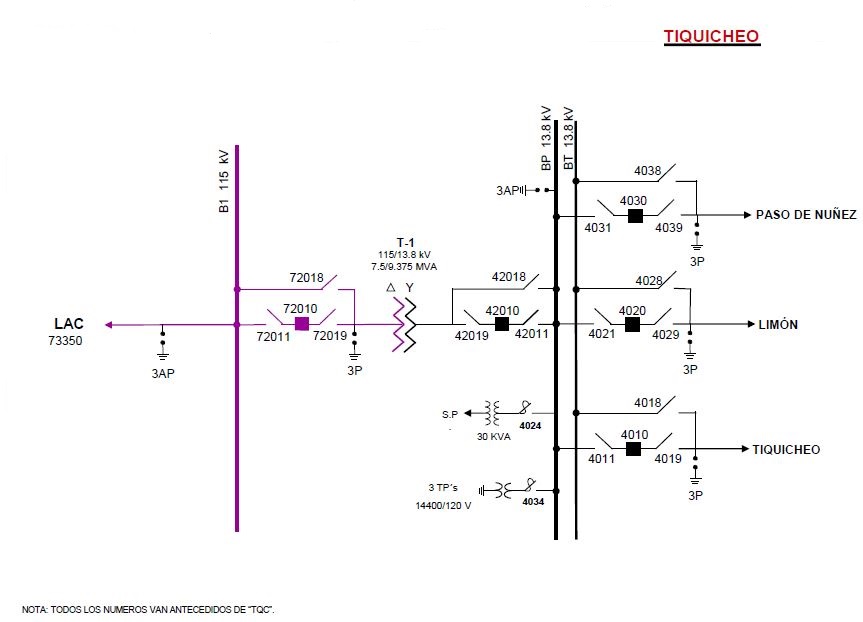 TIQUICHEO
B1 115 kV
BP 13.8 kV
BT 13.8 kV
4038
3AP
4030
4031
4039
PASO DE NUÑEZ
3P
T-1
115/13.8 kV
7.5/9.375 MVA
Δ Y
72018
42018
4028
LAC
73350
72010
72011
72019
42010
42019
42011
4020
4021
4029
LIMÓN
3AP
3P
3P
4018
S.P
30 KVA
4024
4010
4011
4019
TIQUICHEO
3P
3 TP´s
14400/120 V
4034
NOTA: TODOS LOS NUMEROS VAN ANTECEDIDOS DE “TQC”.